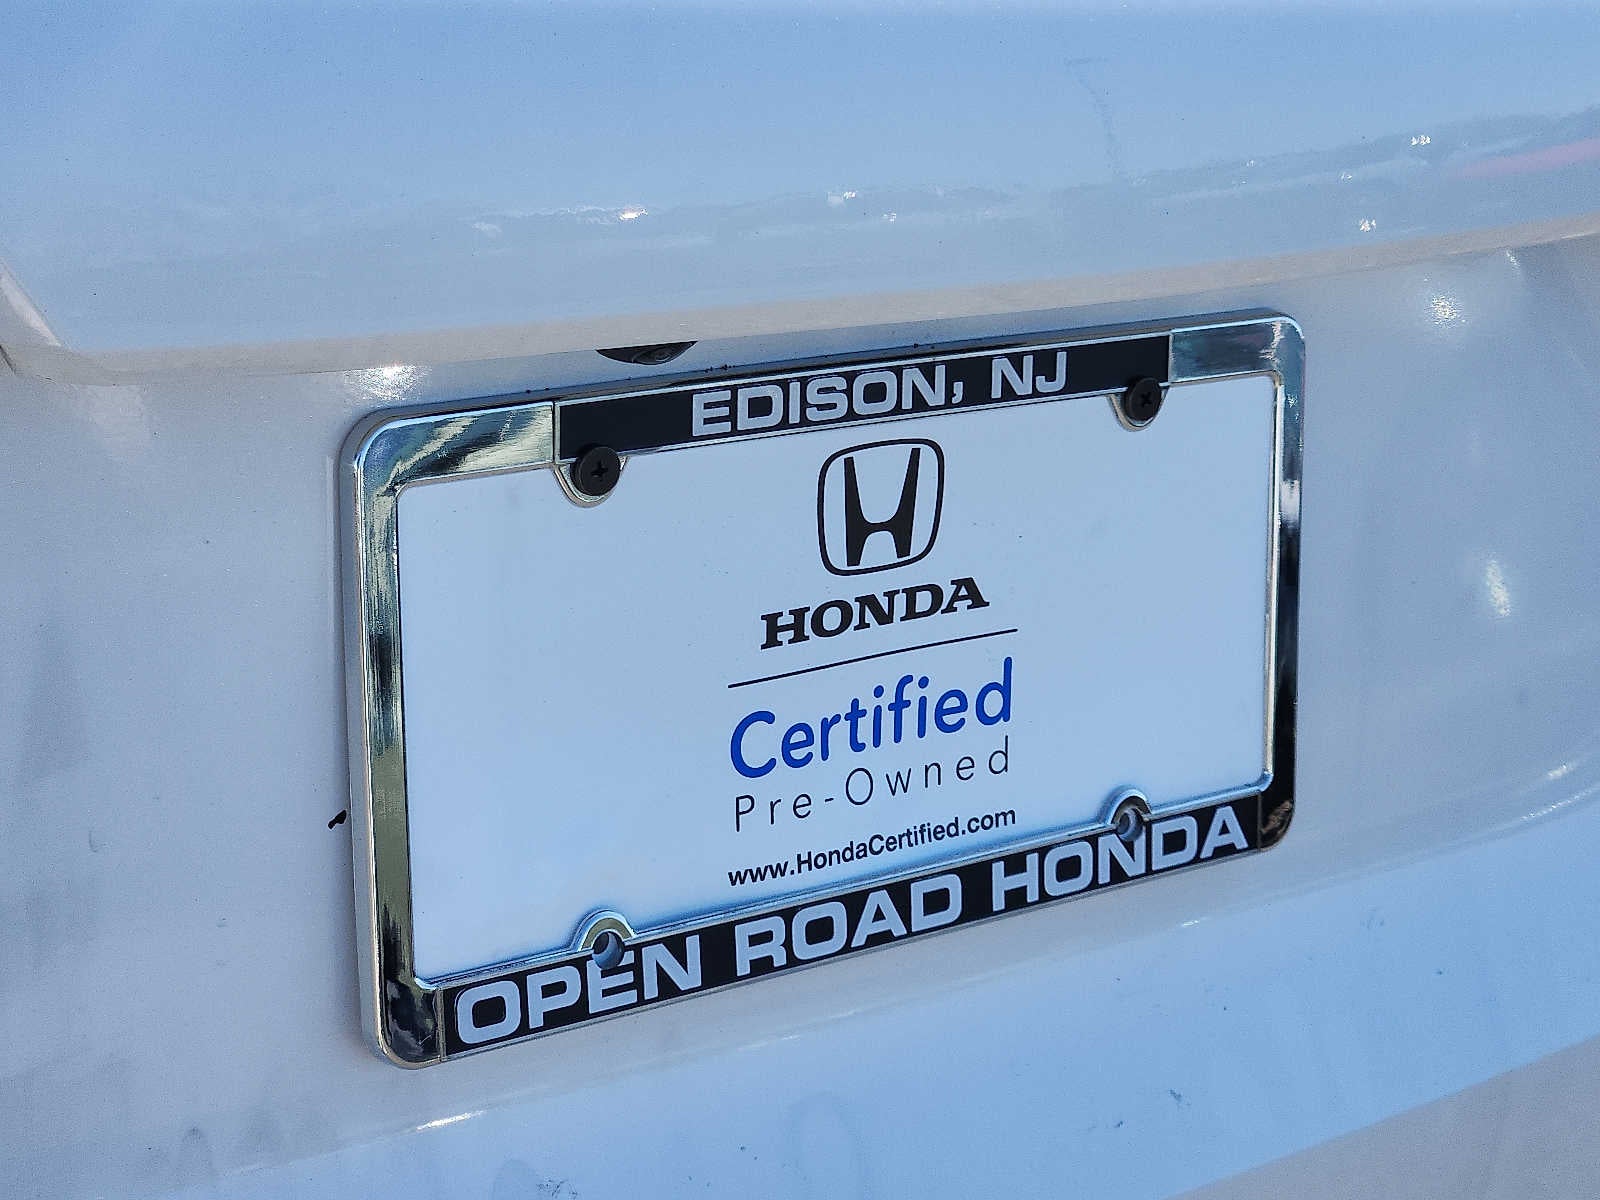 EDISON, NJ
HONDA
Certified
Pre-Owned
www.HondaCertified.com
OPEN ROAD HONDA